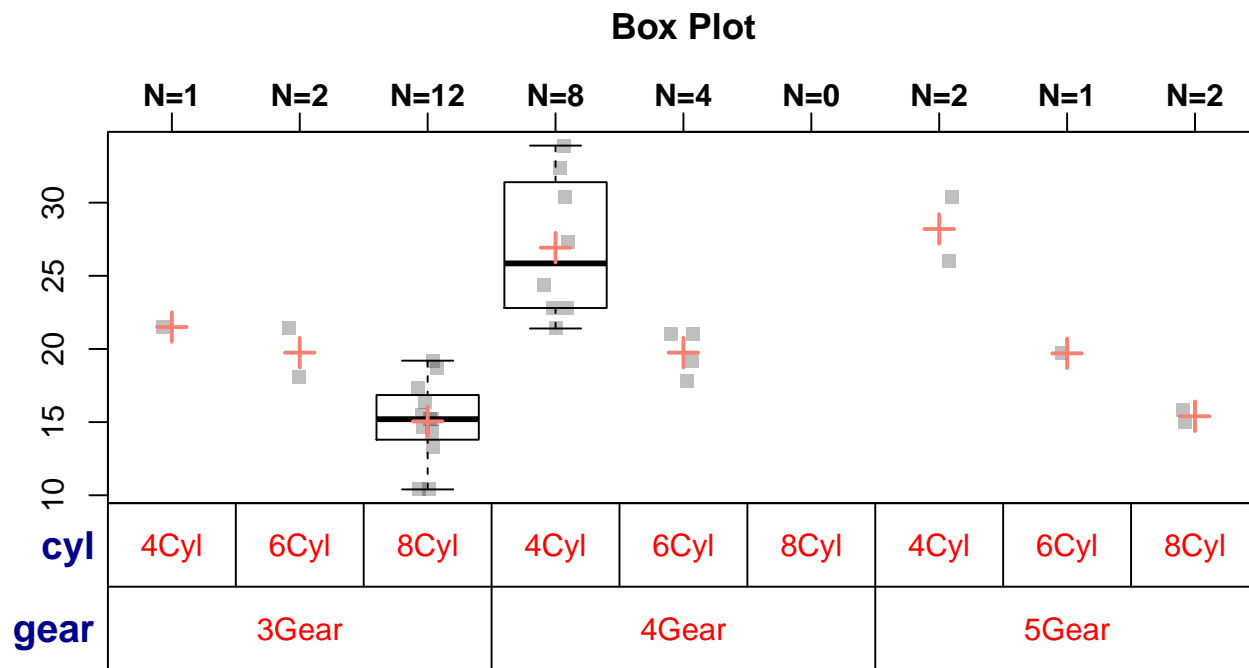 Box Plot
N=1 N=2 N=12 N=8 N=4 N=0 N=2 N=1 N=2
30
25
20
15
10
cyl 4Cyl 6Cyl 8Cyl 4Cyl 6Cyl 8Cyl 4Cyl 6Cyl 8Cyl
gear 3Gear 4Gear 5Gear